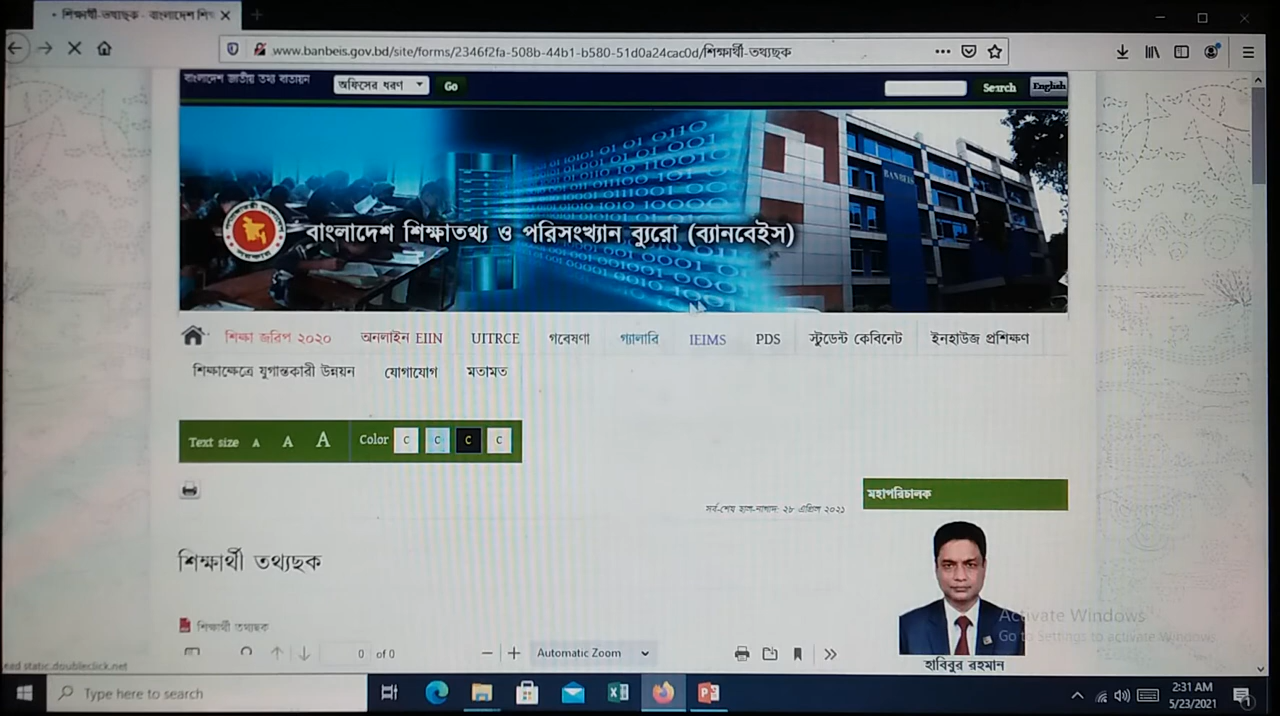 শিক্ষার্থী-তথ্যছক - বাংলাদেশ শি
www.banbeis.gov.bd/site/forms/2346f2fa-508b-44b1-b580-51d0a24cac0d/শিক্ষার্থী-তথ্যছক
বাংলাদেশ জাতীয় তথ্য বাতায়ন অফিসের ধরণ Go Search English
BANBEIS
বাংলাদেশ শিক্ষাতথ্য ও পরিসংখ্যান ব্যুরো (ব্যানবেইস)
শিক্ষা জরিপ ২০২০ অনলাইন EIIN UITRCE গবেষণা গ্যালারি IEIMS PDS স্টুডেন্ট কেবিনেট ইনহাউজ প্রশিক্ষণ
শিক্ষাক্ষেত্রে যুগান্তকারী উন্নয়ন যোগাযোগ মতামত
Text size A A A Color C C C C
মহাপরিচালক
সর্ব-শেষ হাল-নাগাদ: ২৮ এপ্রিল ২০২১
শিক্ষার্থী তথ্যছক
শিক্ষার্থী তথ্যছক
Activate Windows
Go to Settings to activate Windows.
0 of 0 Automatic Zoom
হাবিবুর রহমান
static.doubleclick.net
Type here to search
2:31 AM
5/23/2021